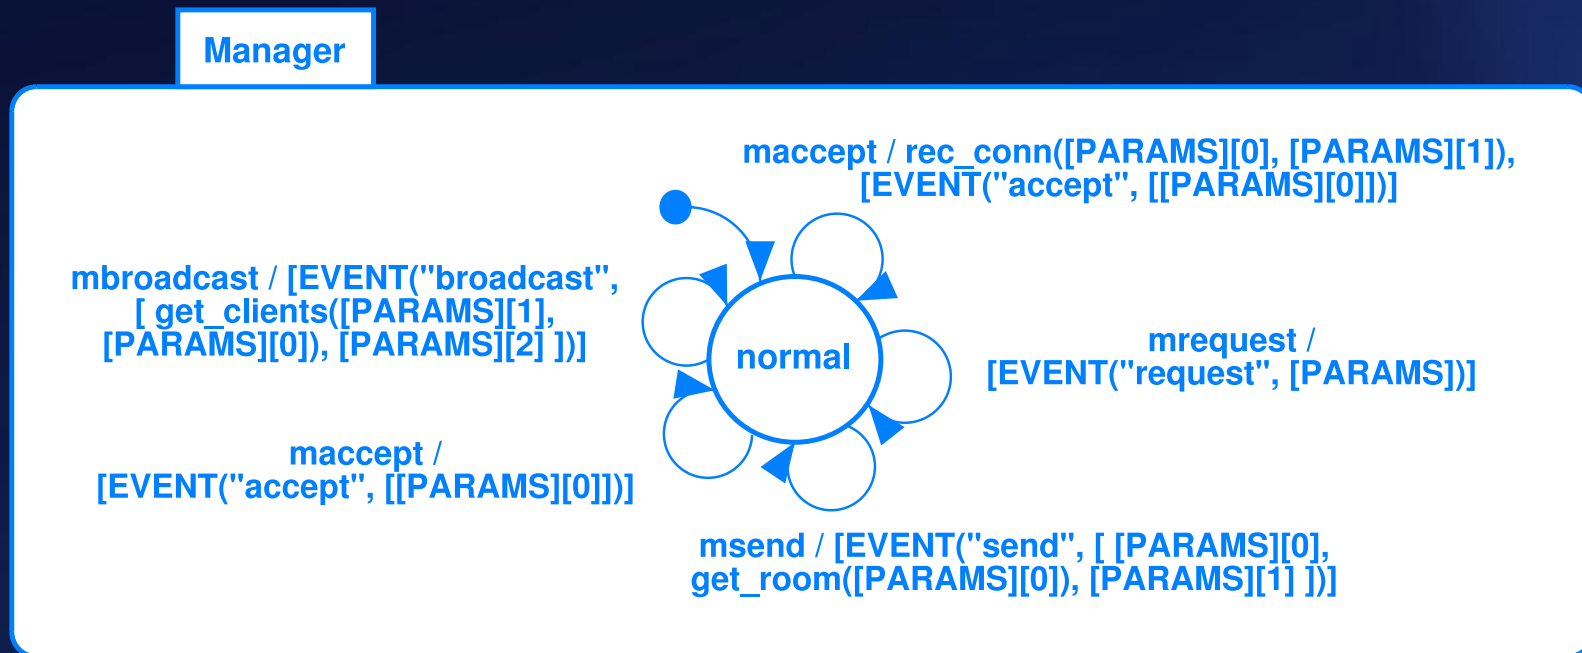 Manager
maccept / rec_conn([PARAMS][0], [PARAMS][1]),
[EVENT("accept", [[PARAMS][0]])]
mbroadcast / [EVENT("broadcast",
[ get_clients([PARAMS][1],
[PARAMS][0]), [PARAMS][2] ])]
normal
mrequest /
[EVENT("request", [PARAMS])]
maccept /
[EVENT("accept", [[PARAMS][0]])]
msend / [EVENT("send", [ [PARAMS][0],
get_room([PARAMS][0]), [PARAMS][1] ])]